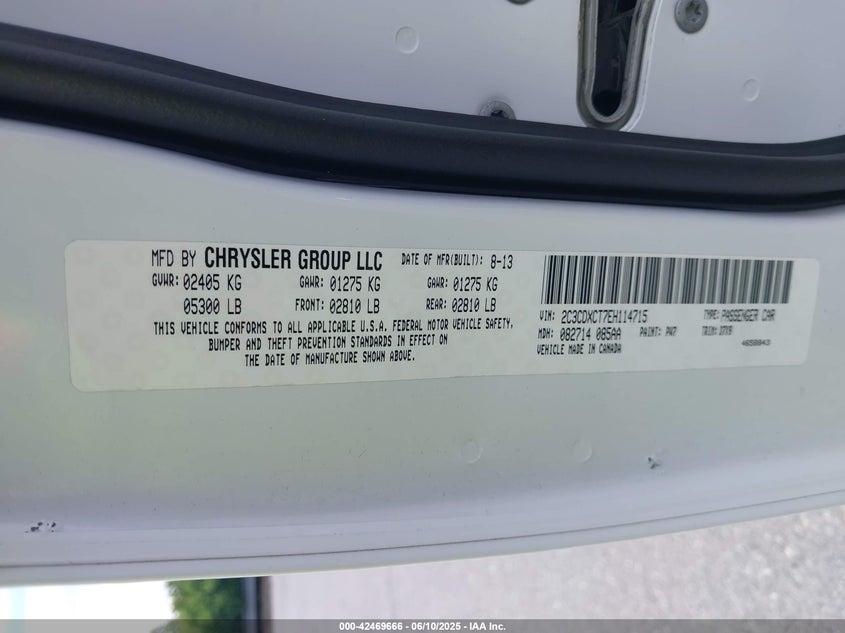 MFD BY CHRYSLER GROUP LLC DATE OF MFR(BUILT): 8-13
GVWR: 02405 KG GAWR: 01275 KG GAWR: 01275 KG
05300 LB FRONT: 02810 LB REAR: 02810 LB
THIS VEHICLE CONFORMS TO ALL APPLICABLE U.S.A. FEDERAL MOTOR VEHICLE SAFETY,
BUMPER AND THEFT PREVENTION STANDARDS IN EFFECT ON
THE DATE OF MANUFACTURE SHOWN ABOVE.
VIN: 2C3CDXCT7EH114715 TYPE: PASSENGER CAR
MDH: 082714 085AA PAINT: PW7 TRIM:
VEHICLE MADE IN CANADA
000-42469666 - 06/10/2025 - IAA Inc.